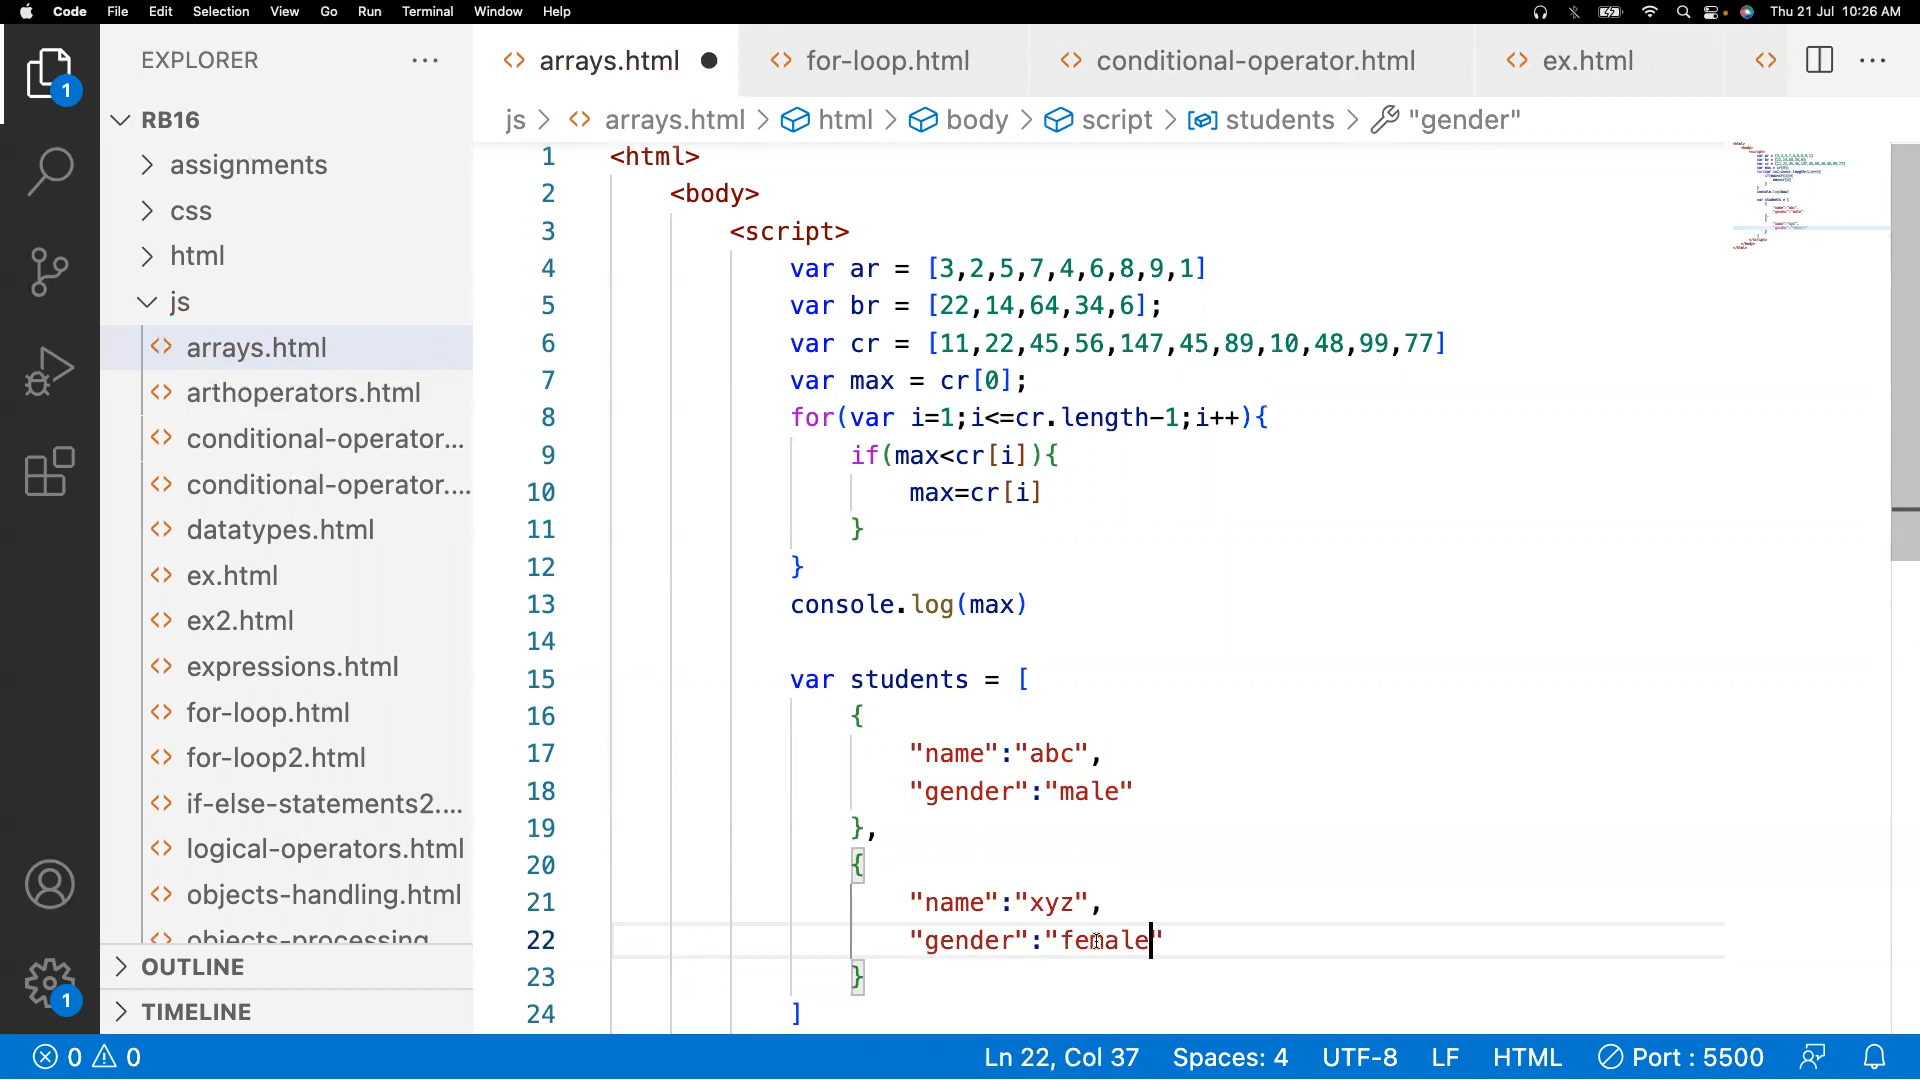 Code File Edit Selection View Go Run Terminal Window Help Thu 21 Jul 10:26 AM
EXPLORER
arrays.html for-loop.html conditional-operator.html ex.html
js > arrays.html > html > body > script > students > "gender"
RB16
assignments
css
html
js
arrays.html
arthoperators.html
conditional-operator...
conditional-operator....
datatypes.html
ex.html
ex2.html
expressions.html
for-loop.html
for-loop2.html
if-else-statements2....
logical-operators.html
objects-handling.html
objects-processing
OUTLINE
TIMELINE
1
1
1 <html>
2 <body>
3 <script>
4 var ar = [3,2,5,7,4,6,8,9,1]
5 var br = [22,14,64,34,6];
6 var cr = [11,22,45,56,147,45,89,10,48,99,77]
7 var max = cr[0];
8 for(var i=1;i<=cr.length-1;i++){
9 if(max<cr[i]){
10 max=cr[i]
11 }
12 }
13 console.log(max)
14
15 var students = [
16 {
17 "name":"abc",
18 "gender":"male"
19 },
20 {
21 "name":"xyz",
22 "gender":"female"
23 }
24 ]
0 0 Ln 22, Col 37 Spaces: 4 UTF-8 LF HTML Port : 5500